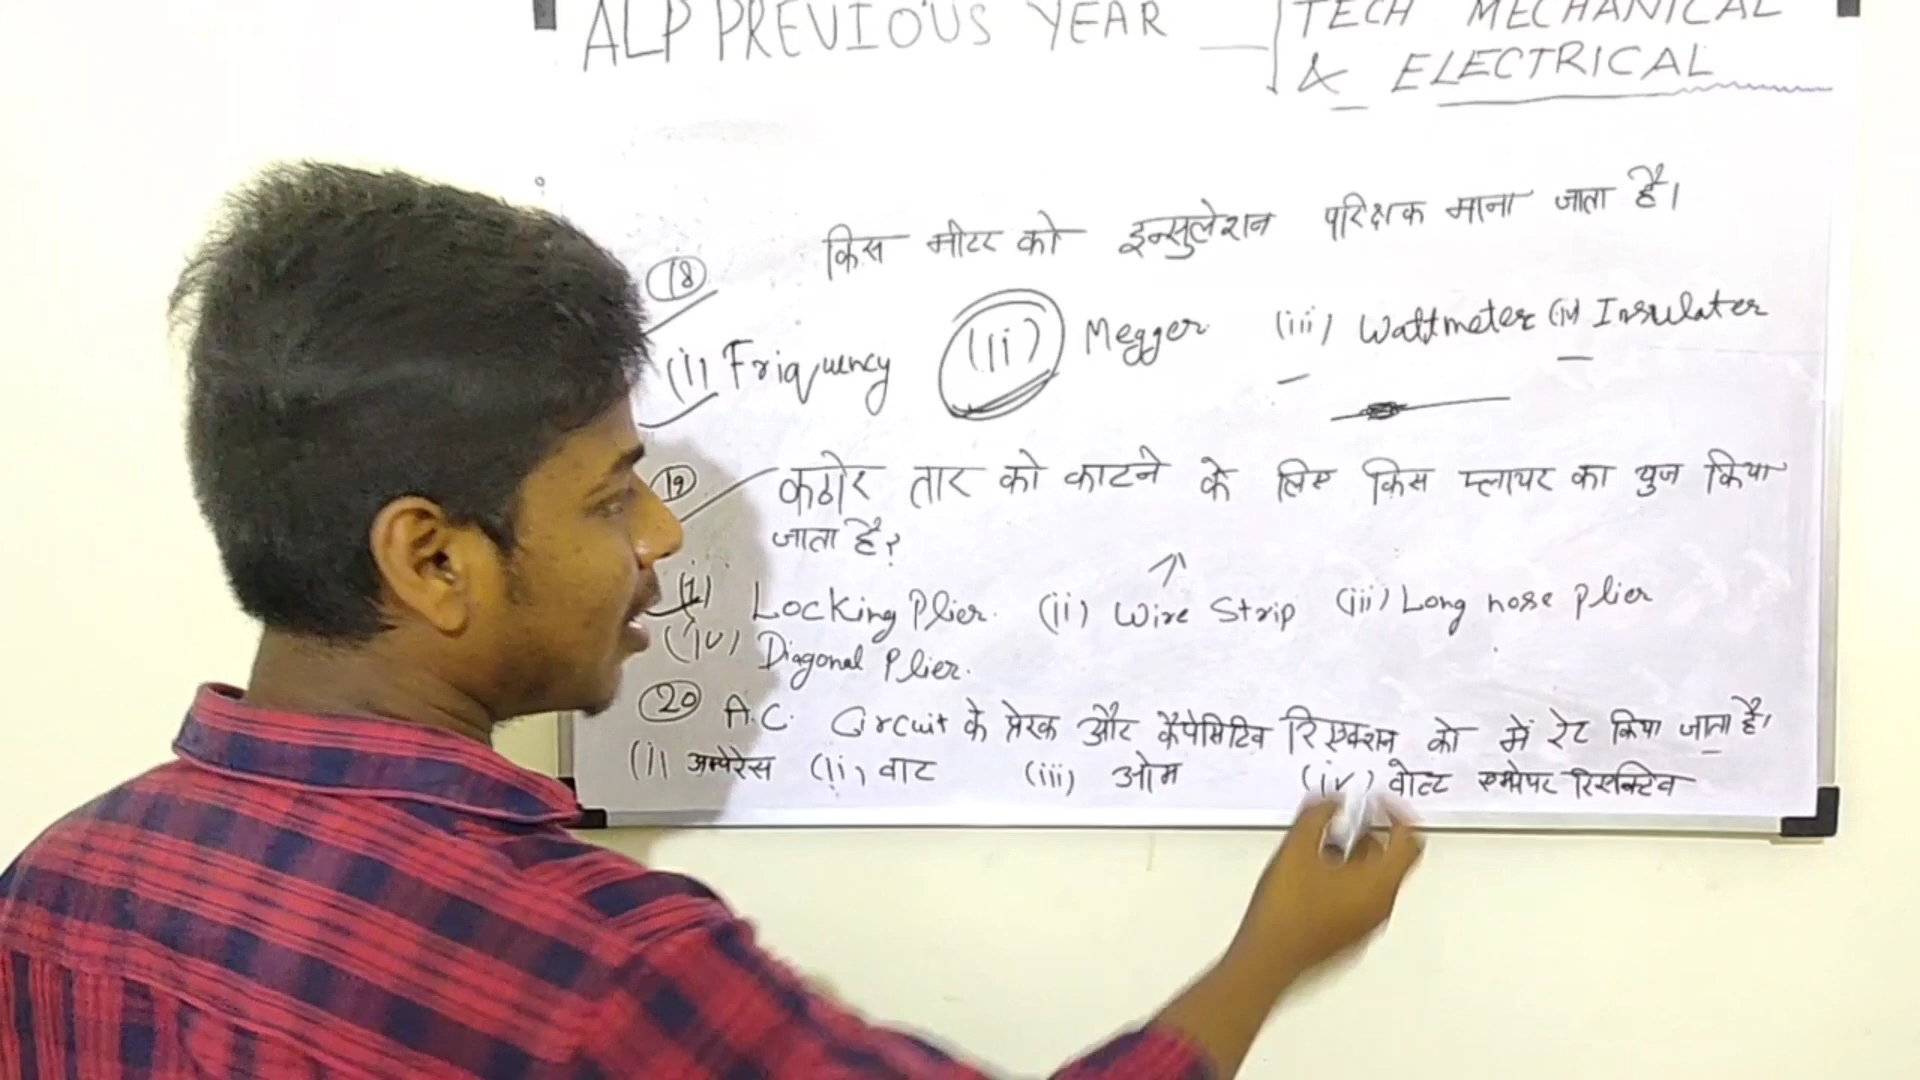 ALP PREVIOUS YEAR — TECH MECHANICAL
& ELECTRICAL
18 किस मीटर को इन्सुलेशन परिक्षक माना जाता है।
(i) Friquency (ii) Megger (iii) Wattmeter (iv) Insulater
19 कठोर तार को काटने के लिए किस प्लायर का युज किया
जाता है?
(i) Locking Plier. (ii) Wire Strip (iii) Long nose plier
(iv) Diagonal Plier.
20 A.C. Circuit के प्रेरक और कैपेसिटिव रिएक्शन को में रेट किया जाता है।
(i) अम्पेरेस (ii) वाट (iii) ओम (iv) वोल्ट एम्पेयर रिएक्टिव